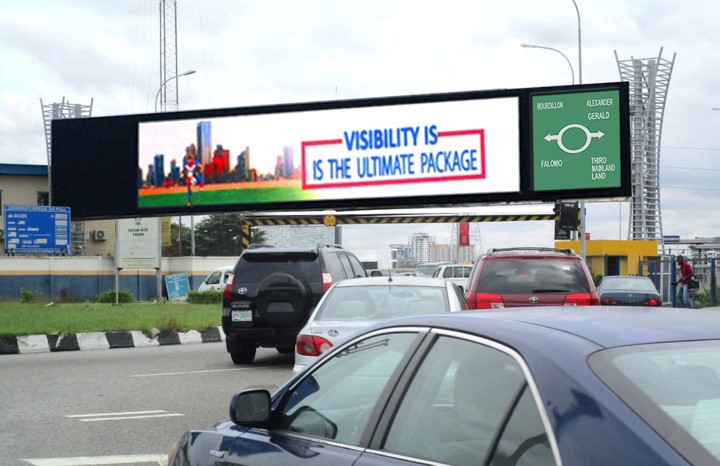 VISIBILITY IS
IS THE ULTIMATE PACKAGE
BOURDILLON
ALEXANDER
GERALD
FALOMO
THIRD
MAINLAND
LAND